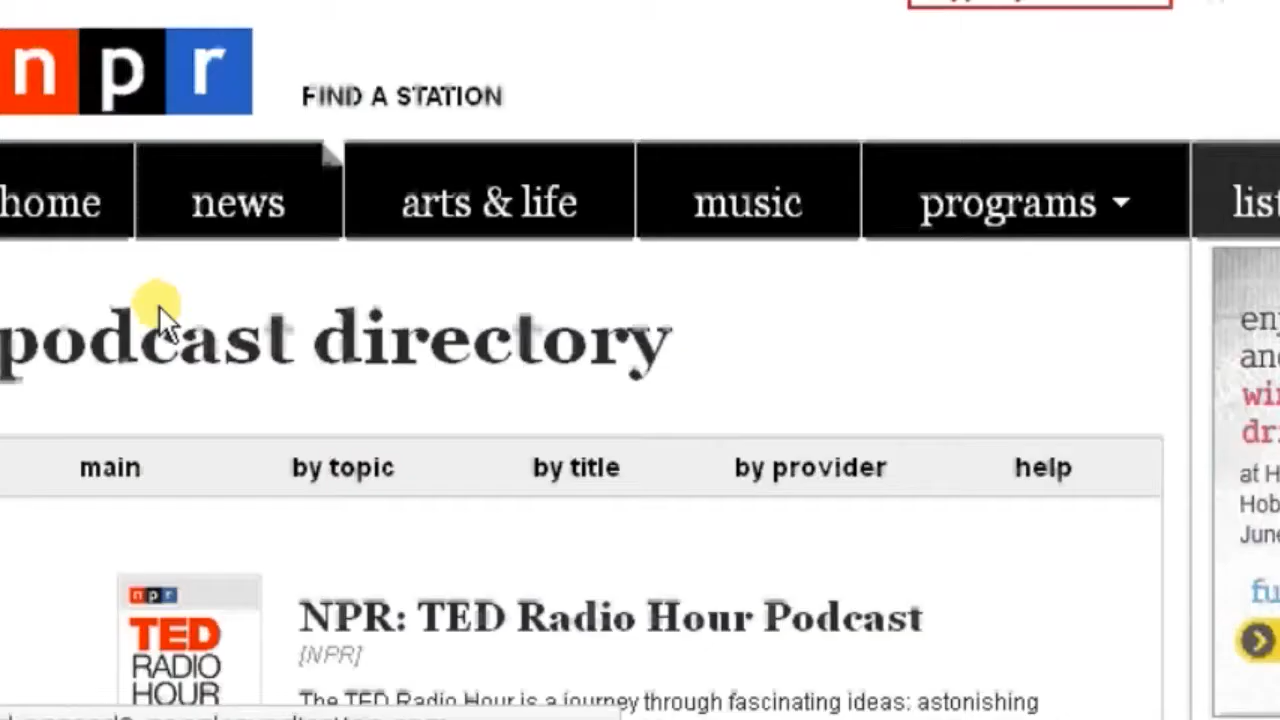 npr
FIND A STATION
home news arts & life music programs
podcast directory
main by topic by title by provider help
npr
TED
RADIO
HOUR
NPR: TED Radio Hour Podcast
[NPR]
The TED Radio Hour is a journey through fascinating ideas: astonishing
at H